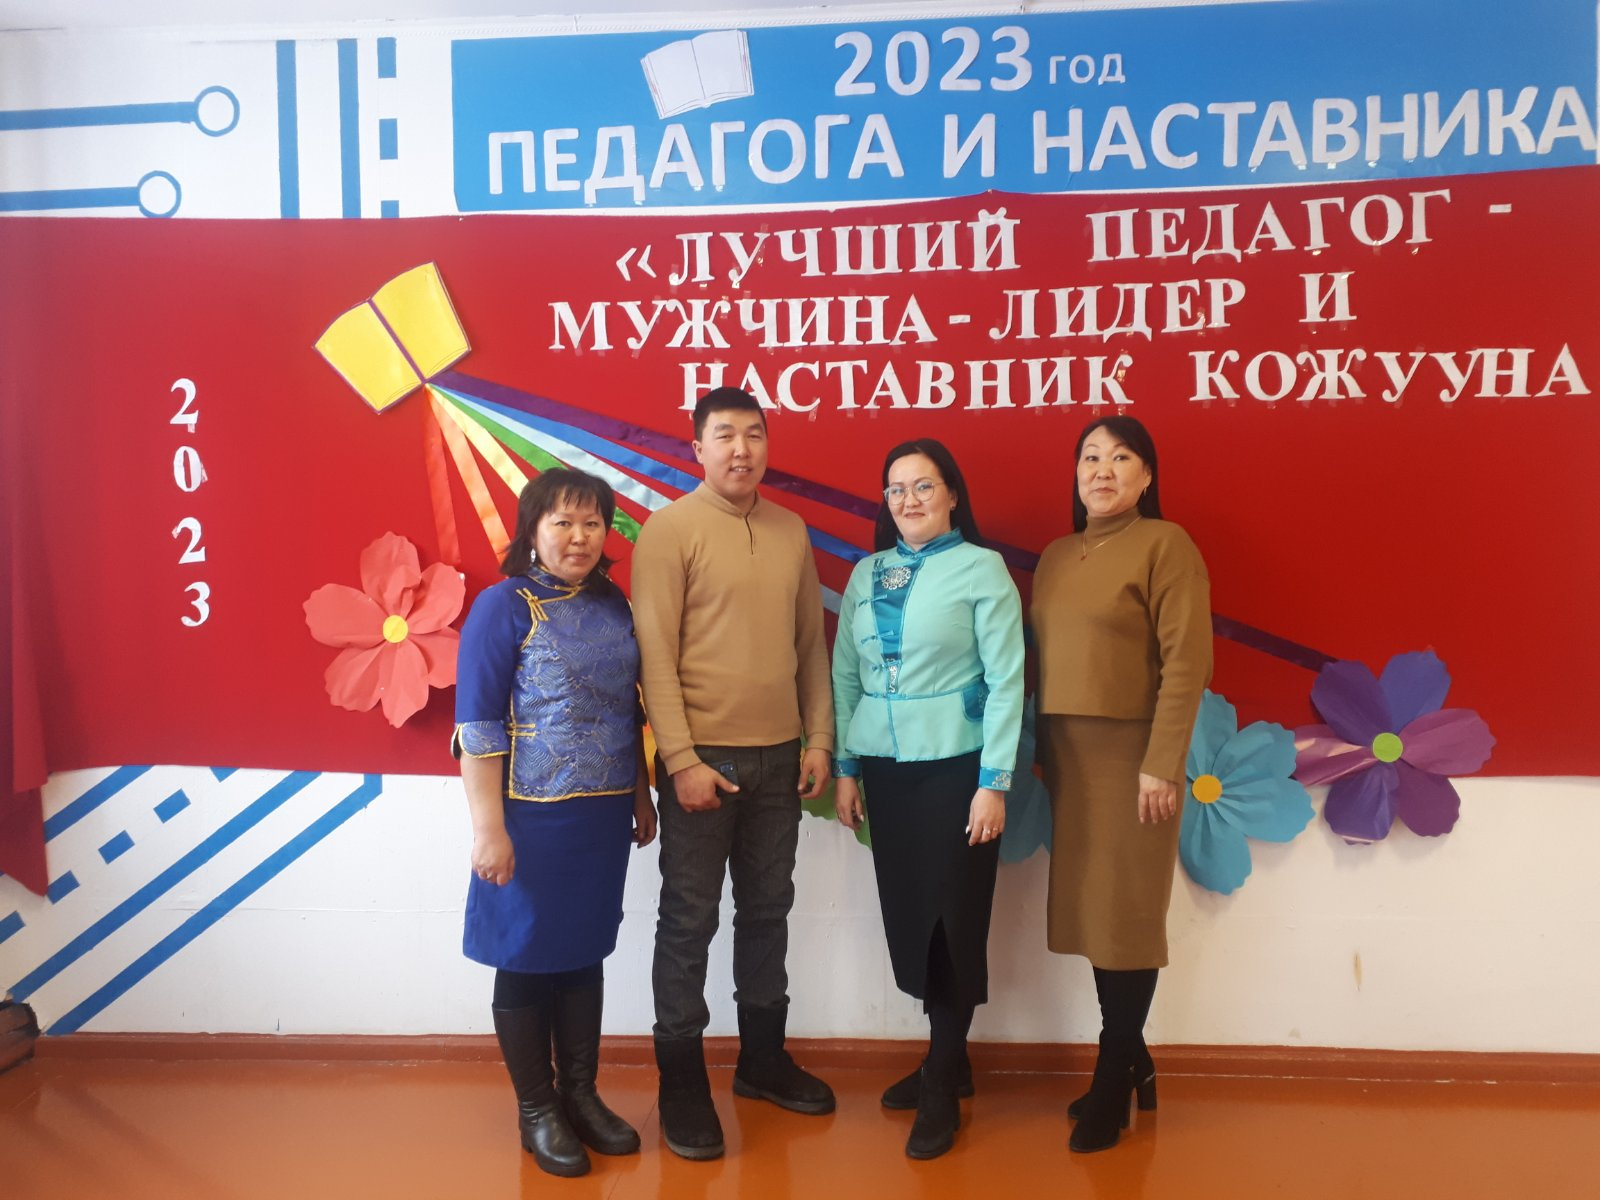 2023 ГОД
ПЕДАГОГА И НАСТАВНИКА
«ЛУЧШИЙ ПЕДАГОГ -
МУЖЧИНА-ЛИДЕР И
НАСТАВНИК КОЖУУНА
2023